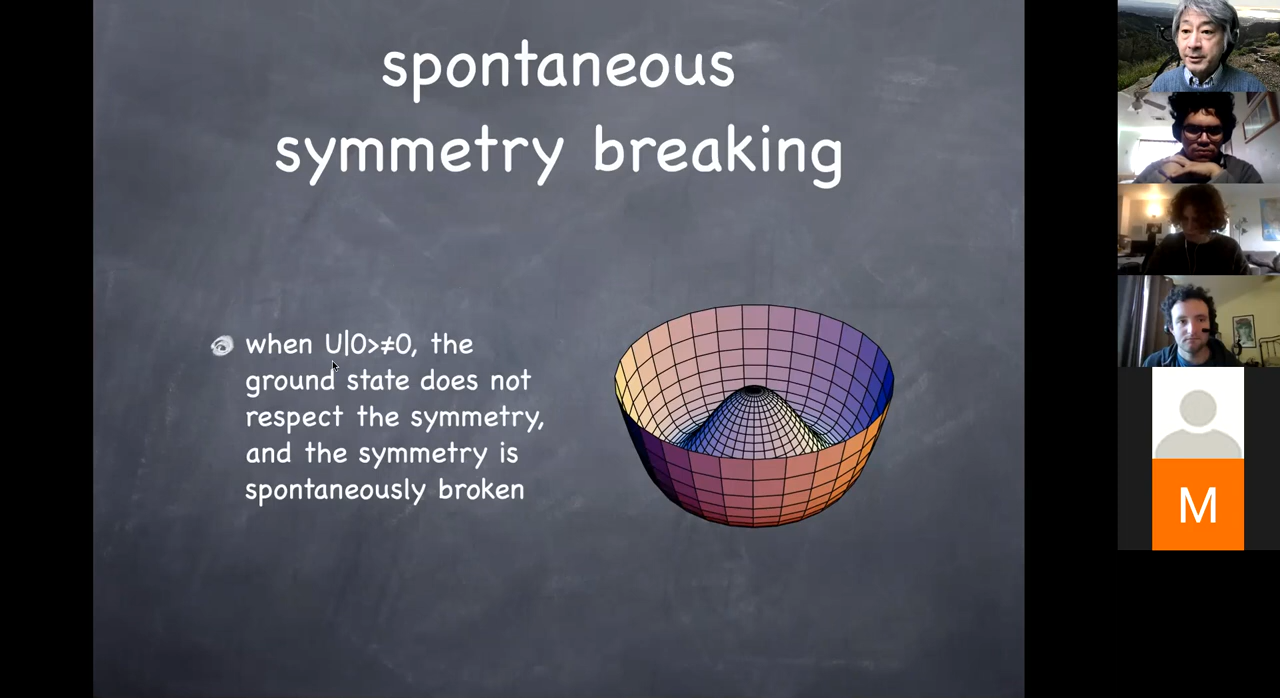 spontaneous
symmetry breaking
when U|0>≠0, the
ground state does not
respect the symmetry,
and the symmetry is
spontaneously broken
M